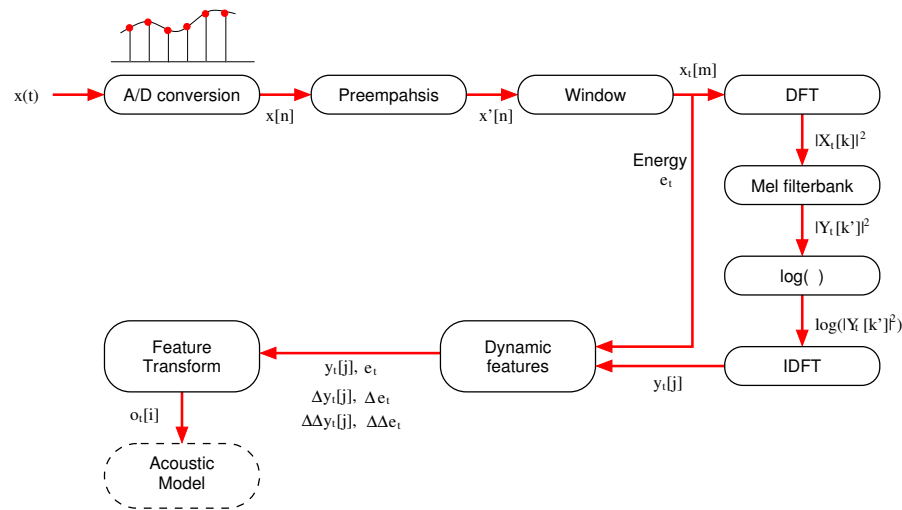 x(t)
A/D conversion
x[n]
Preempahsis
x'[n]
Window
x_t[m]
DFT
|X_t[k]|²
Energy
e_t
Mel filterbank
|Y_t[k']|²
log( )
log(|Y_t[k']|²)
IDFT
y_t[j]
Dynamic
features
y_t[j], e_t
Δy_t[j], Δe_t
ΔΔy_t[j], ΔΔe_t
Feature
Transform
o_t[i]
Acoustic
Model